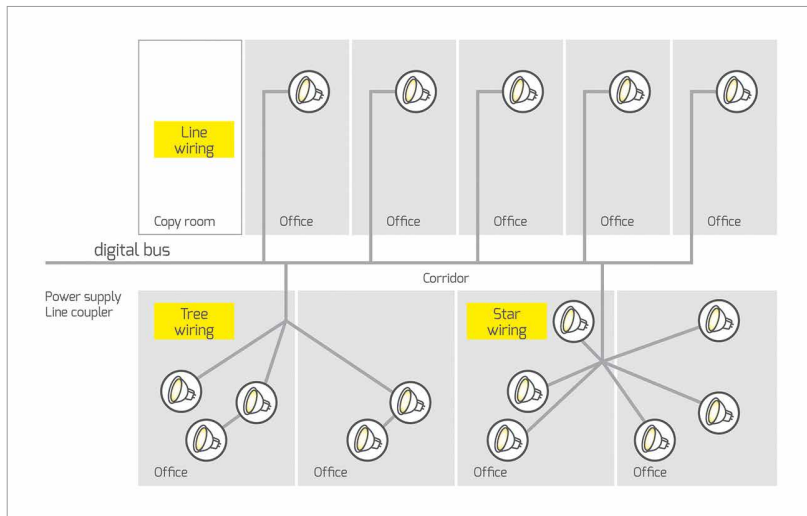 Line
wiring
Copy room
Office
Office
Office
Office
Office
digital bus
Corridor
Power supply
Line coupler
Tree
wiring
Star
wiring
Office
Office
Office
Office